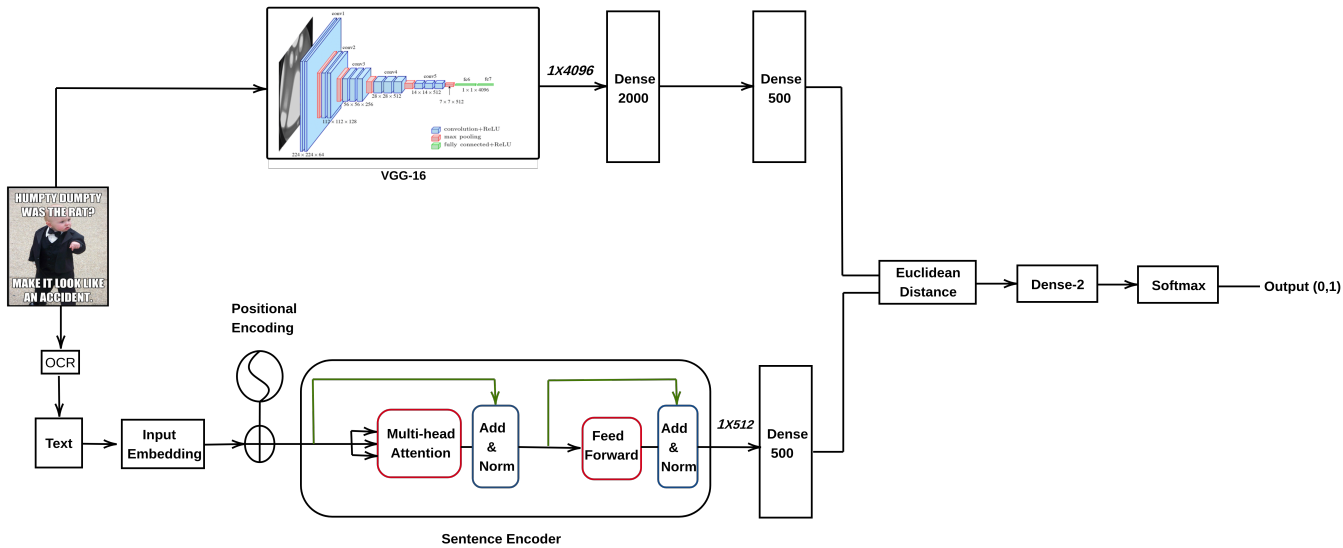 conv1
conv2
conv3
conv4
conv5
fc6
fc7
1 × 1 × 4096
14 × 14 × 512
28 × 28 × 512
7 × 7 × 512
56 × 56 × 256
112 × 112 × 128
224 × 224 × 64
convolution+ReLU
max pooling
fully connected+ReLU
VGG-16
1X4096
Dense
2000
Dense
500
HUMPTY DUMPTY
WAS THE RAT?
MAKE IT LOOK LIKE
AN ACCIDENT.
Euclidean
Distance
Dense-2
Softmax
Output (0,1)
Positional
Encoding
OCR
Text
Input
Embedding
Multi-head
Attention
Add
&
Norm
Feed
Forward
Add
&
Norm
1X512
Dense
500
Sentence Encoder